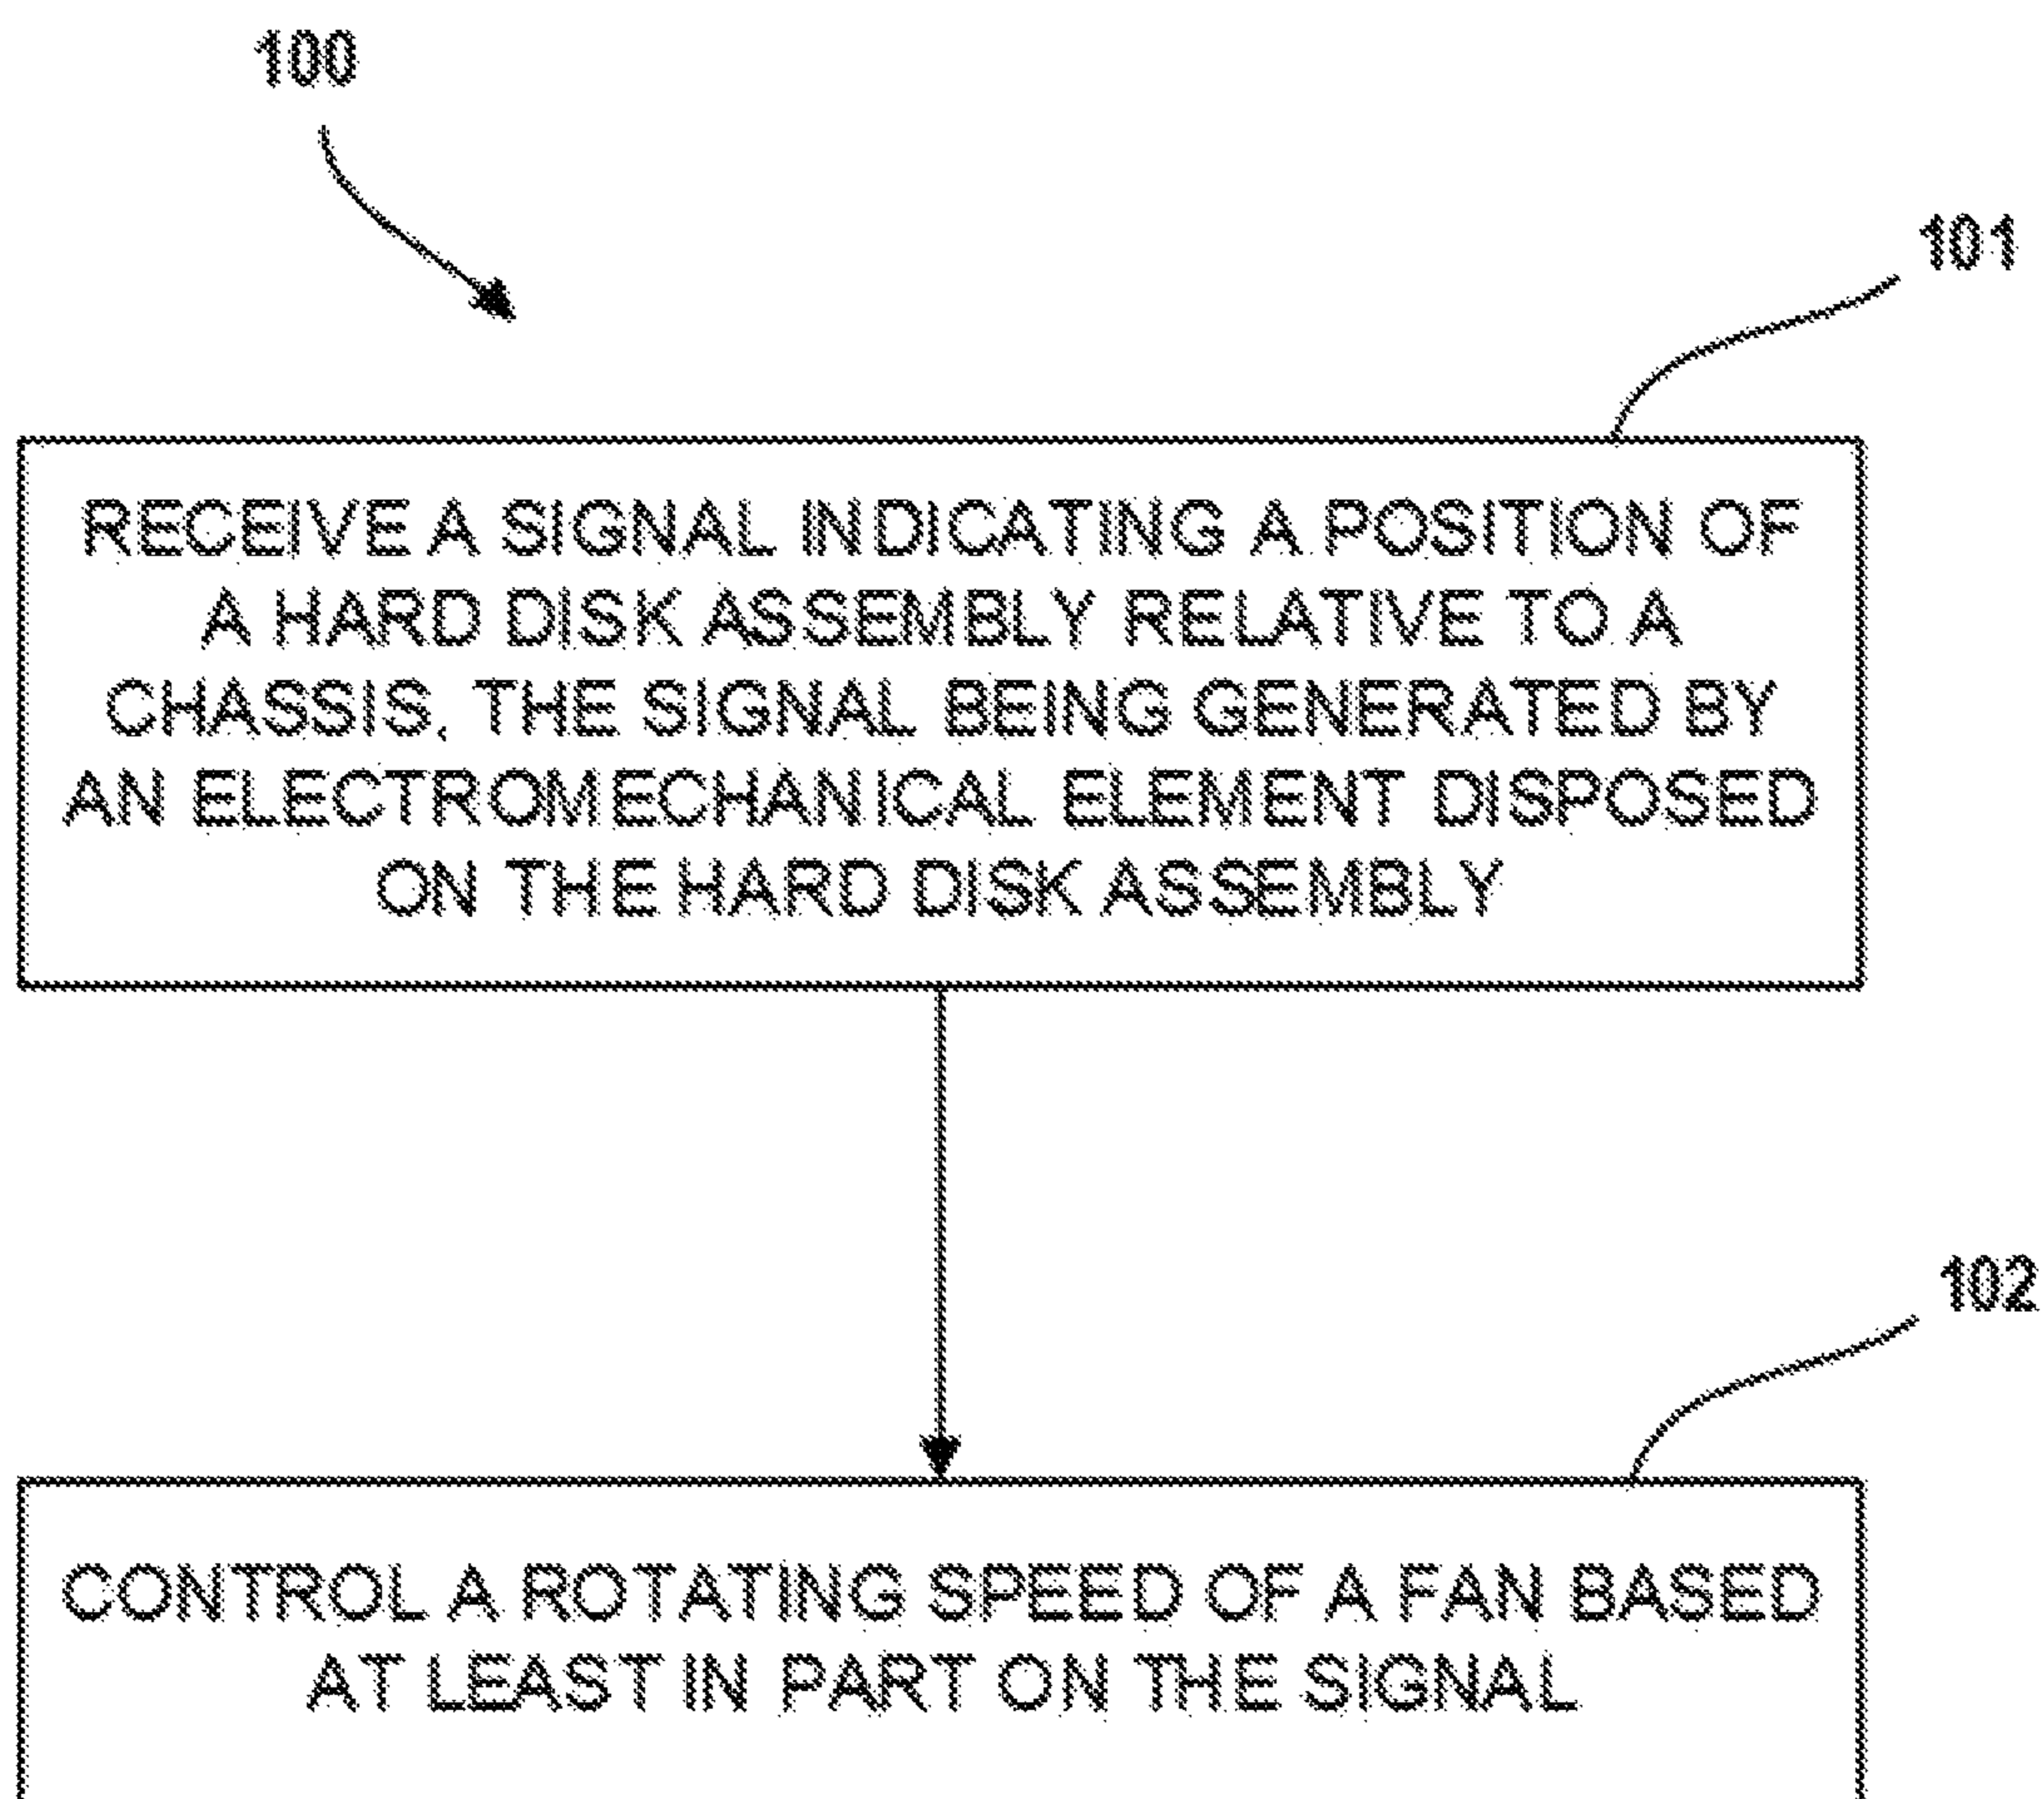 100
101
RECEIVE A SIGNAL INDICATING A POSITION OF
A HARD DISK ASSEMBLY RELATIVE TO A
CHASSIS, THE SIGNAL BEING GENERATED BY
AN ELECTROMECHANICAL ELEMENT DISPOSED
ON THE HARD DISK ASSEMBLY
102
CONTROL A ROTATING SPEED OF A FAN BASED
AT LEAST IN PART ON THE SIGNAL